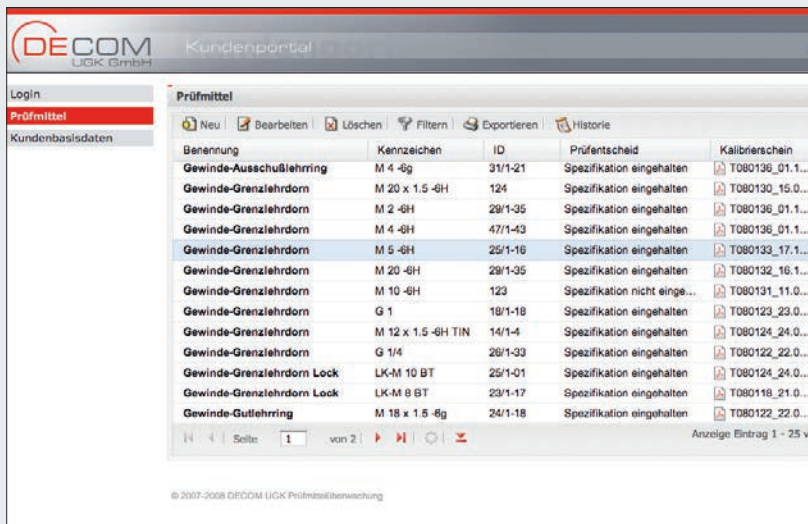 DECOM
UGK GmbH
Kundenportal
Login
Prüfmittel
Kundenbasisdaten
Prüfmittel
Neu Bearbeiten Löschen Filtern Exportieren Historie
Benennung Kennzeichen ID Prüfentscheid Kalibrierschein
Gewinde-Ausschußlehrring M 4 -6g 31/1-21 Spezifikation eingehalten T080136_01.1...
Gewinde-Grenzlehrdorn M 20 x 1.5 -6H 124 Spezifikation eingehalten T080130_15.0...
Gewinde-Grenzlehrdorn M 2 -6H 29/1-35 Spezifikation eingehalten T080136_01.1...
Gewinde-Grenzlehrdorn M 4 -6H 47/1-43 Spezifikation eingehalten T080136_01.1...
Gewinde-Grenzlehrdorn M 5 -6H 25/1-16 Spezifikation eingehalten T080133_17.1...
Gewinde-Grenzlehrdorn M 20 -6H 29/1-35 Spezifikation eingehalten T080132_16.1...
Gewinde-Grenzlehrdorn M 10 -6H 123 Spezifikation nicht einge... T080131_11.0...
Gewinde-Grenzlehrdorn G 1 18/1-18 Spezifikation eingehalten T080123_23.0...
Gewinde-Grenzlehrdorn M 12 x 1.5 -6H TIN 14/1-4 Spezifikation eingehalten T080124_24.0...
Gewinde-Grenzlehrdorn G 1/4 26/1-33 Spezifikation eingehalten T080122_22.0...
Gewinde-Grenzlehrdorn Lock LK-M 10 BT 25/1-01 Spezifikation eingehalten T080124_24.0...
Gewinde-Grenzlehrdorn Lock LK-M 8 BT 23/1-17 Spezifikation eingehalten T080118_21.0...
Gewinde-Gutlehrring M 18 x 1.5 -6g 24/1-18 Spezifikation eingehalten T080122_22.0...
Seite 1 von 2 Anzeige Eintrag 1 - 25 v
© 2007-2008 DECOM UGK Prüfmittelüberwachung